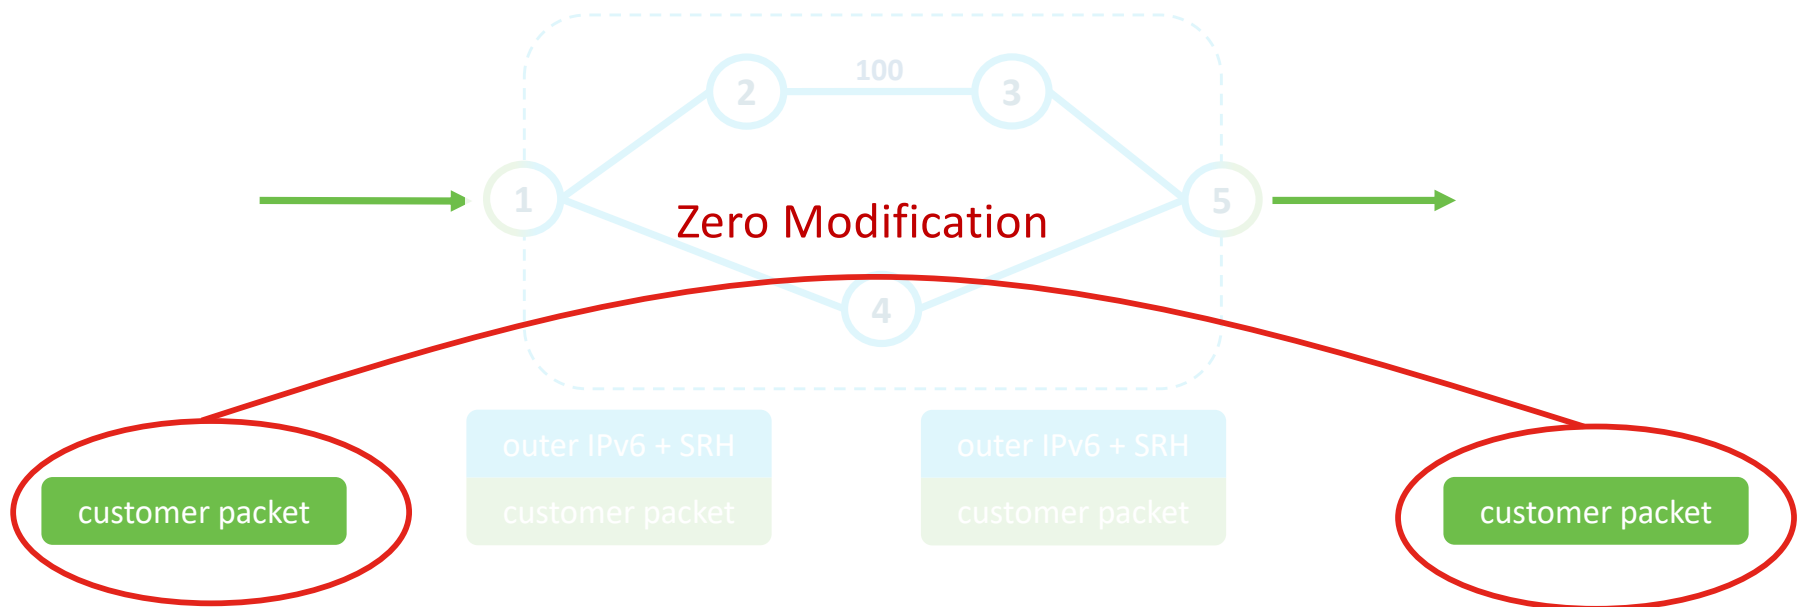 100
2
3
1
5
Zero Modification
4
outer IPv6 + SRH
outer IPv6 + SRH
customer packet
customer packet
customer packet
customer packet